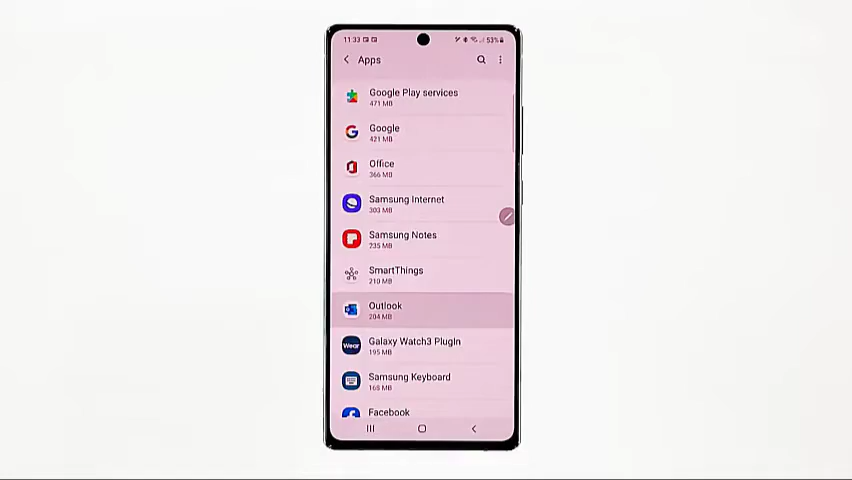 11:33
53%
Apps
Google Play services
471 MB
Google
421 MB
Office
366 MB
Samsung Internet
303 MB
Samsung Notes
235 MB
SmartThings
210 MB
Outlook
204 MB
Galaxy Watch3 Plugin
Wear
195 MB
Samsung Keyboard
168 MB
Facebook